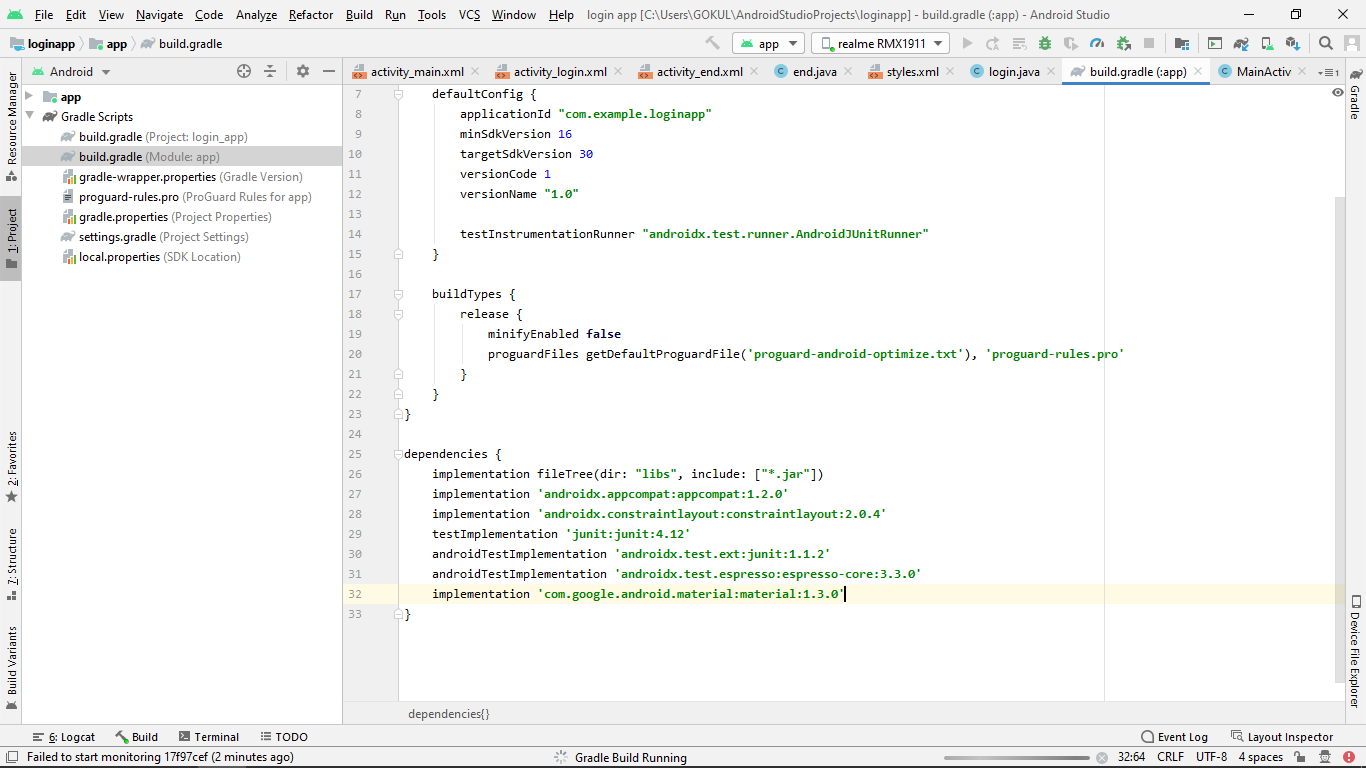 File Edit View Navigate Code Analyze Refactor Build Run Tools VCS Window Help login app [C:\Users\GOKUL\AndroidStudioProjects\loginapp] - build.gradle (:app) - Android Studio
loginapp app build.gradle
app realme RMX1911
Android
activity_main.xml activity_login.xml activity_end.xml end.java styles.xml login.java build.gradle (:app) MainActiv 1
Resource Manager
1: Project
2: Favorites
7: Structure
Build Variants
app
Gradle Scripts
build.gradle (Project: login_app)
build.gradle (Module: app)
gradle-wrapper.properties (Gradle Version)
proguard-rules.pro (ProGuard Rules for app)
gradle.properties (Project Properties)
settings.gradle (Project Settings)
local.properties (SDK Location)
7 defaultConfig {
8 applicationId "com.example.loginapp"
9 minSdkVersion 16
10 targetSdkVersion 30
11 versionCode 1
12 versionName "1.0"
13
14 testInstrumentationRunner "androidx.test.runner.AndroidJUnitRunner"
15 }
16
17 buildTypes {
18 release {
19 minifyEnabled false
20 proguardFiles getDefaultProguardFile('proguard-android-optimize.txt'), 'proguard-rules.pro'
21 }
22 }
23 }
24
25 dependencies {
26 implementation fileTree(dir: "libs", include: ["*.jar"])
27 implementation 'androidx.appcompat:appcompat:1.2.0'
28 implementation 'androidx.constraintlayout:constraintlayout:2.0.4'
29 testImplementation 'junit:junit:4.12'
30 androidTestImplementation 'androidx.test.ext:junit:1.1.2'
31 androidTestImplementation 'androidx.test.espresso:espresso-core:3.3.0'
32 implementation 'com.google.android.material:material:1.3.0'
33 }
dependencies{}
Gradle
Device File Explorer
6: Logcat Build Terminal TODO Event Log Layout Inspector
Failed to start monitoring 17f97cef (2 minutes ago) Gradle Build Running 32:64 CRLF UTF-8 4 spaces